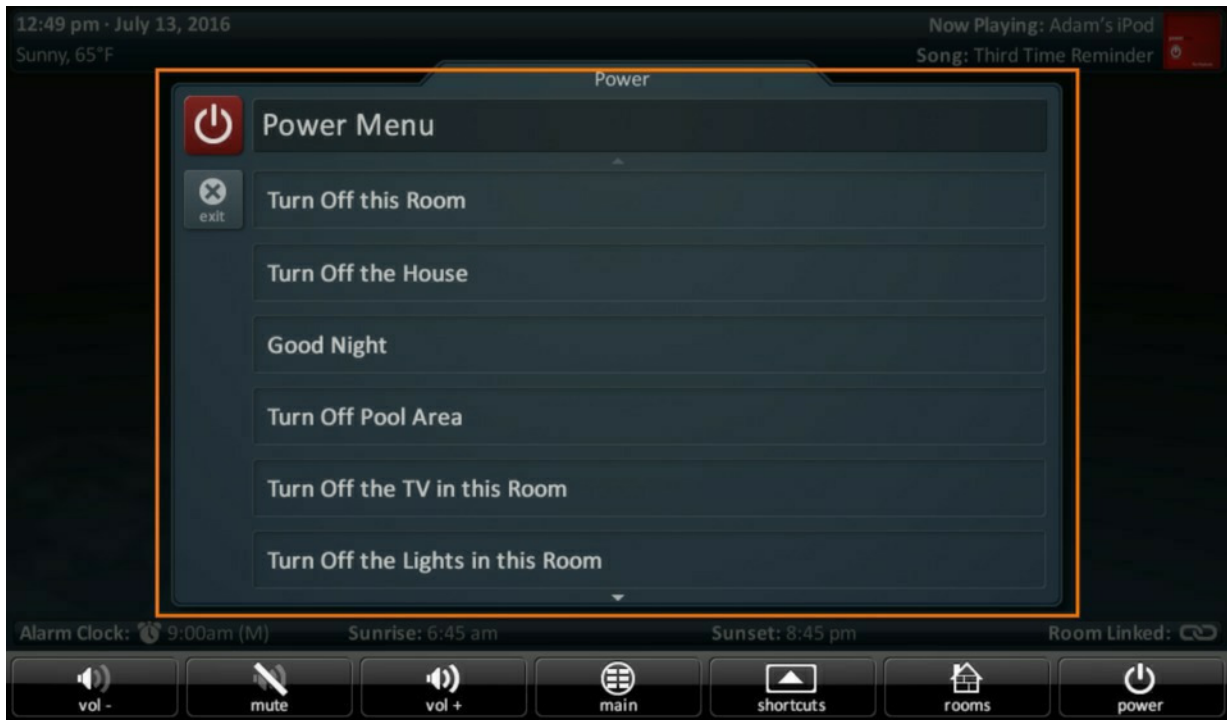 12:49 pm · July 13, 2016
Now Playing: Adam's iPod
Sunny, 65°F
Song: Third Time Reminder
Power
Power Menu
exit
Turn Off this Room
Turn Off the House
Good Night
Turn Off Pool Area
Turn Off the TV in this Room
Turn Off the Lights in this Room
Alarm Clock: 9:00am (M)
Sunrise: 6:45 am
Sunset: 8:45 pm
Room Linked:
vol -
mute
vol +
main
shortcuts
rooms
power